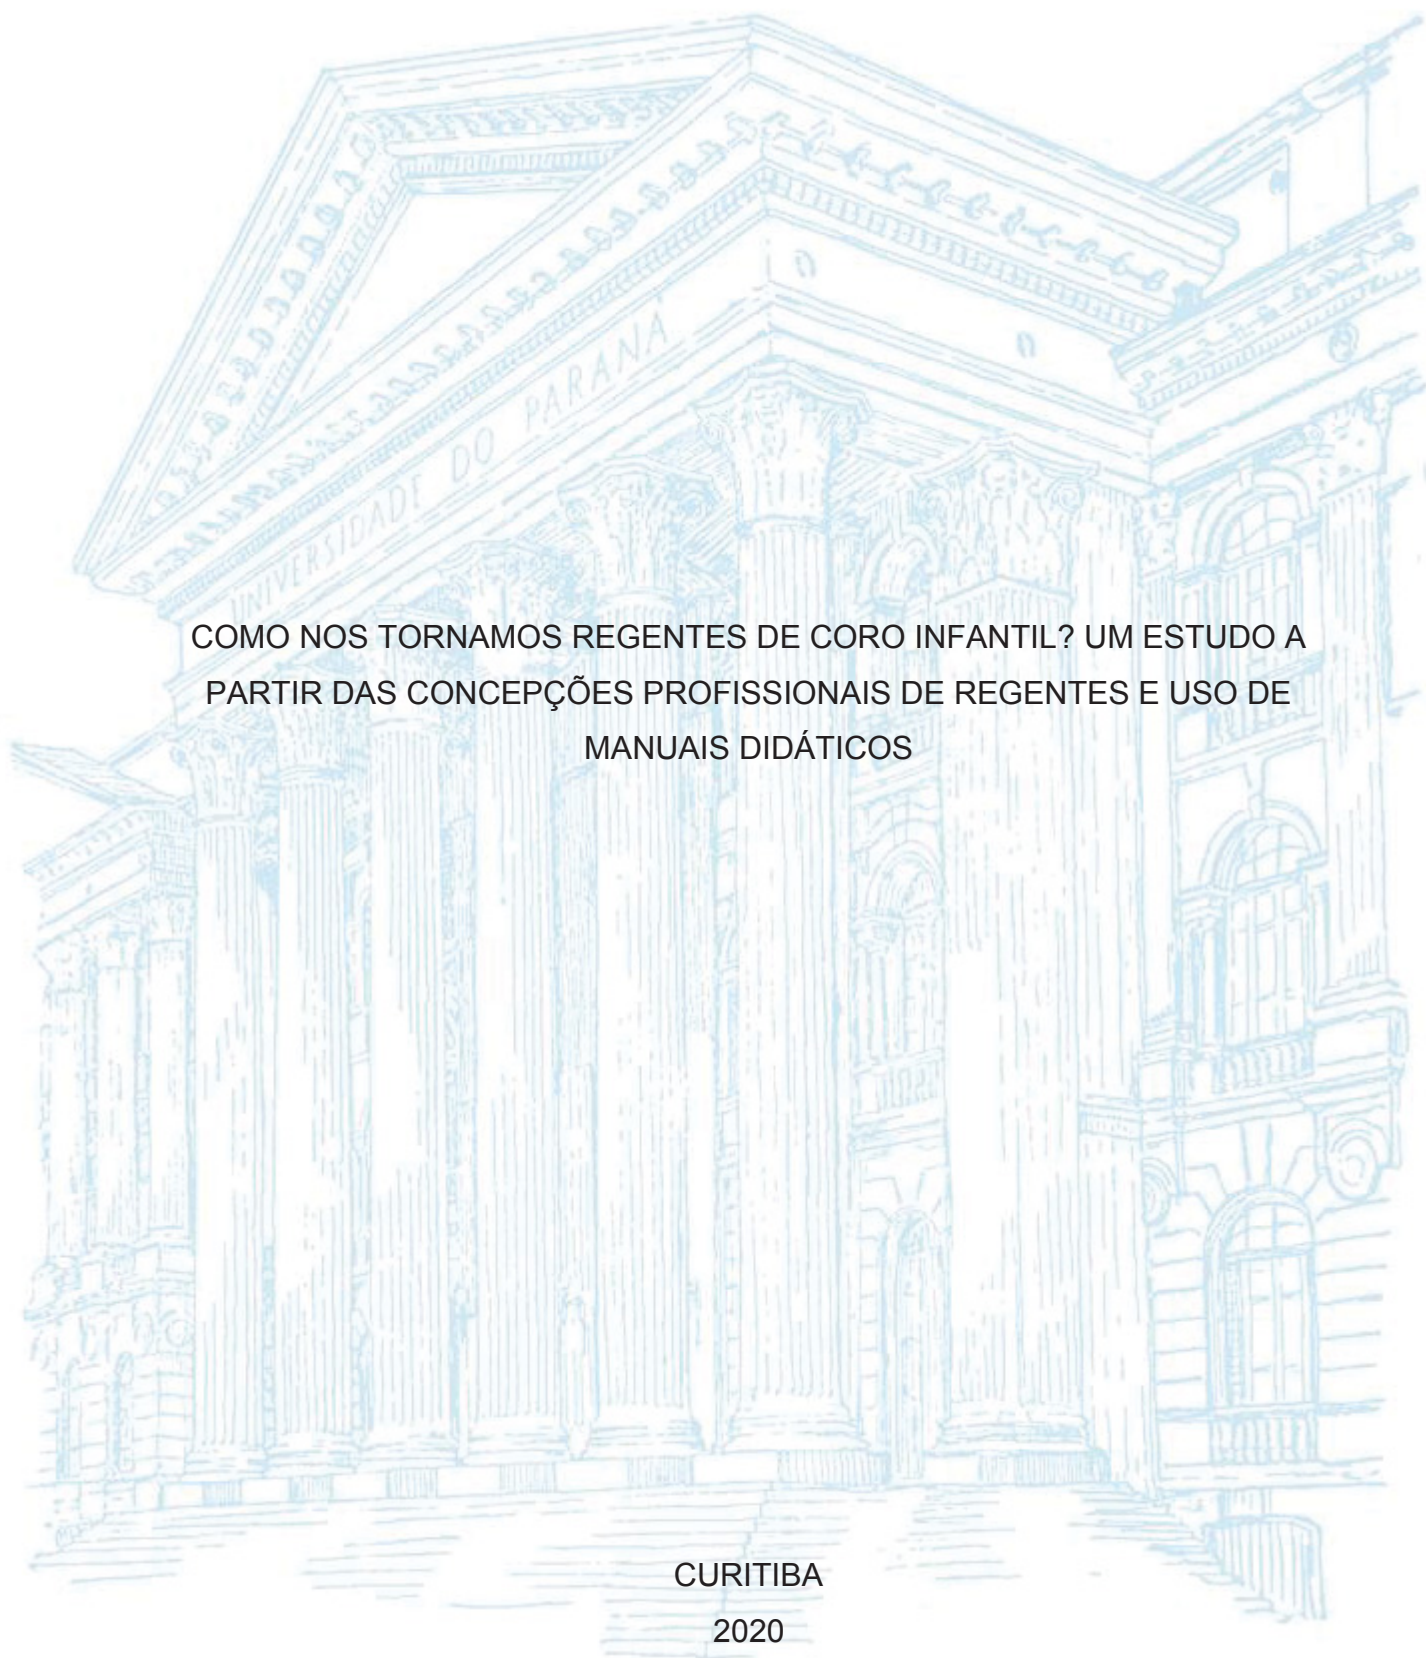 UNIVERSIDADE DO PARANÁ
COMO NOS TORNAMOS REGENTES DE CORO INFANTIL? UM ESTUDO A
PARTIR DAS CONCEPÇÕES PROFISSIONAIS DE REGENTES E USO DE
MANUAIS DIDÁTICOS
CURITIBA
2020